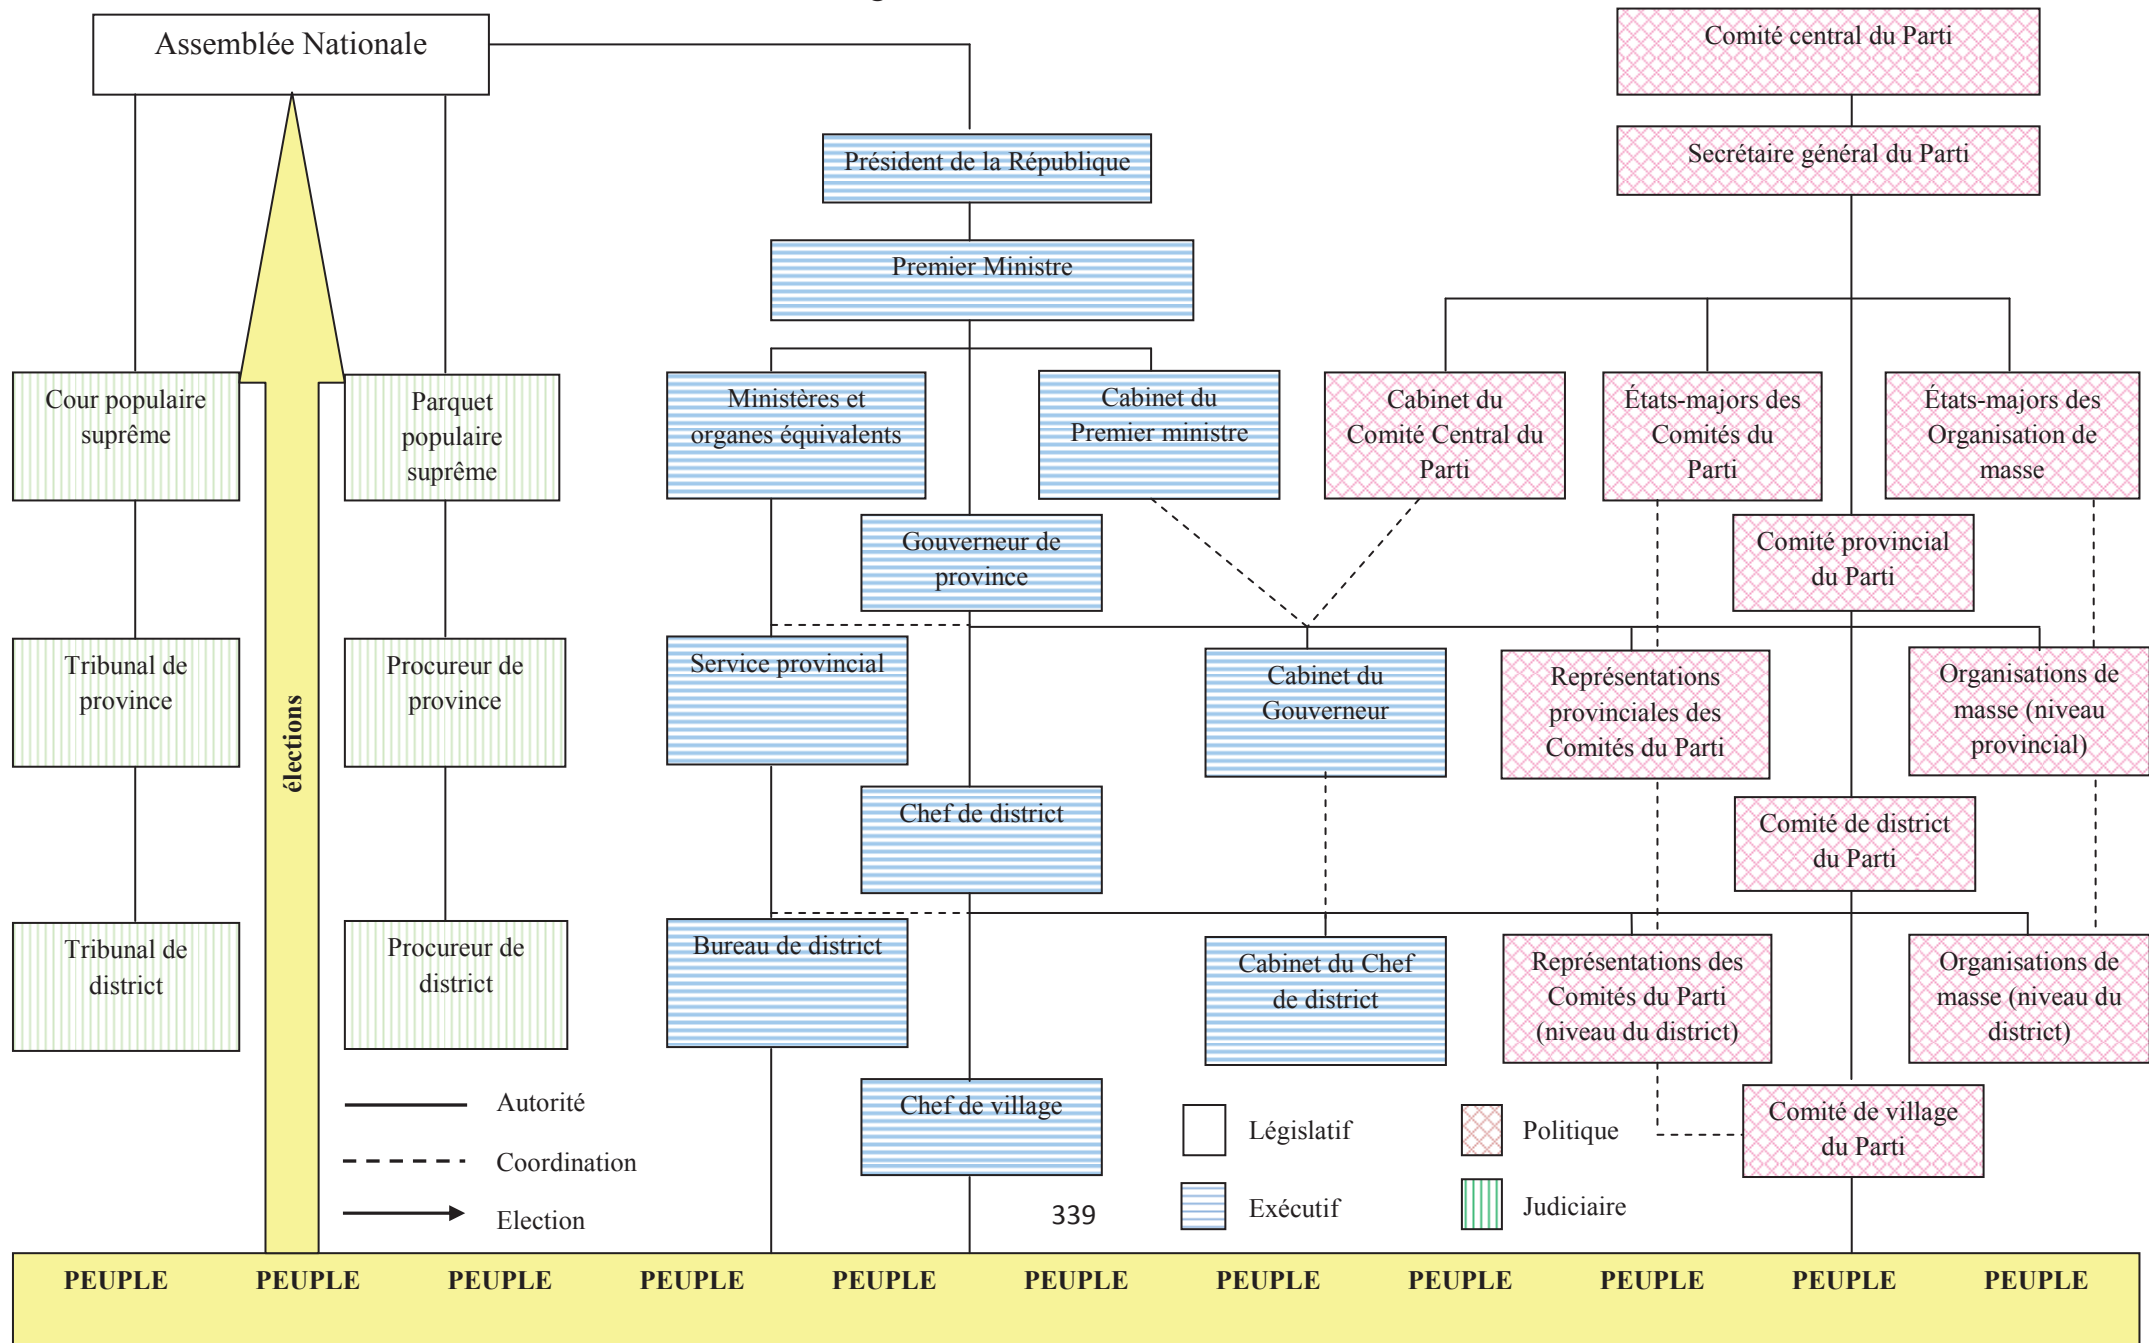 Assemblée Nationale
Comité central du Parti
Président de la République
Secrétaire général du Parti
Premier Ministre
Cour populaire
suprême
Parquet
populaire
suprême
Ministères et
organes équivalents
Cabinet du
Premier ministre
Cabinet du
Comité Central du
Parti
États-majors des
Comités du
Parti
États-majors des
Organisation de
masse
Gouverneur de
province
Comité provincial
du Parti
Tribunal de
province
élections
Procureur de
province
Service provincial
Cabinet du
Gouverneur
Représentations
provinciales des
Comités du Parti
Organisations de
masse (niveau
provincial)
Chef de district
Comité de district
du Parti
Tribunal de
district
Procureur de
district
Bureau de district
Cabinet du Chef
de district
Représentations des
Comités du Parti
(niveau du district)
Organisations de
masse (niveau du
district)
Chef de village
Comité de village
du Parti
Autorité
Coordination
Election
Législatif
Politique
Exécutif
Judiciaire
339
PEUPLE PEUPLE PEUPLE PEUPLE PEUPLE PEUPLE PEUPLE PEUPLE PEUPLE PEUPLE PEUPLE